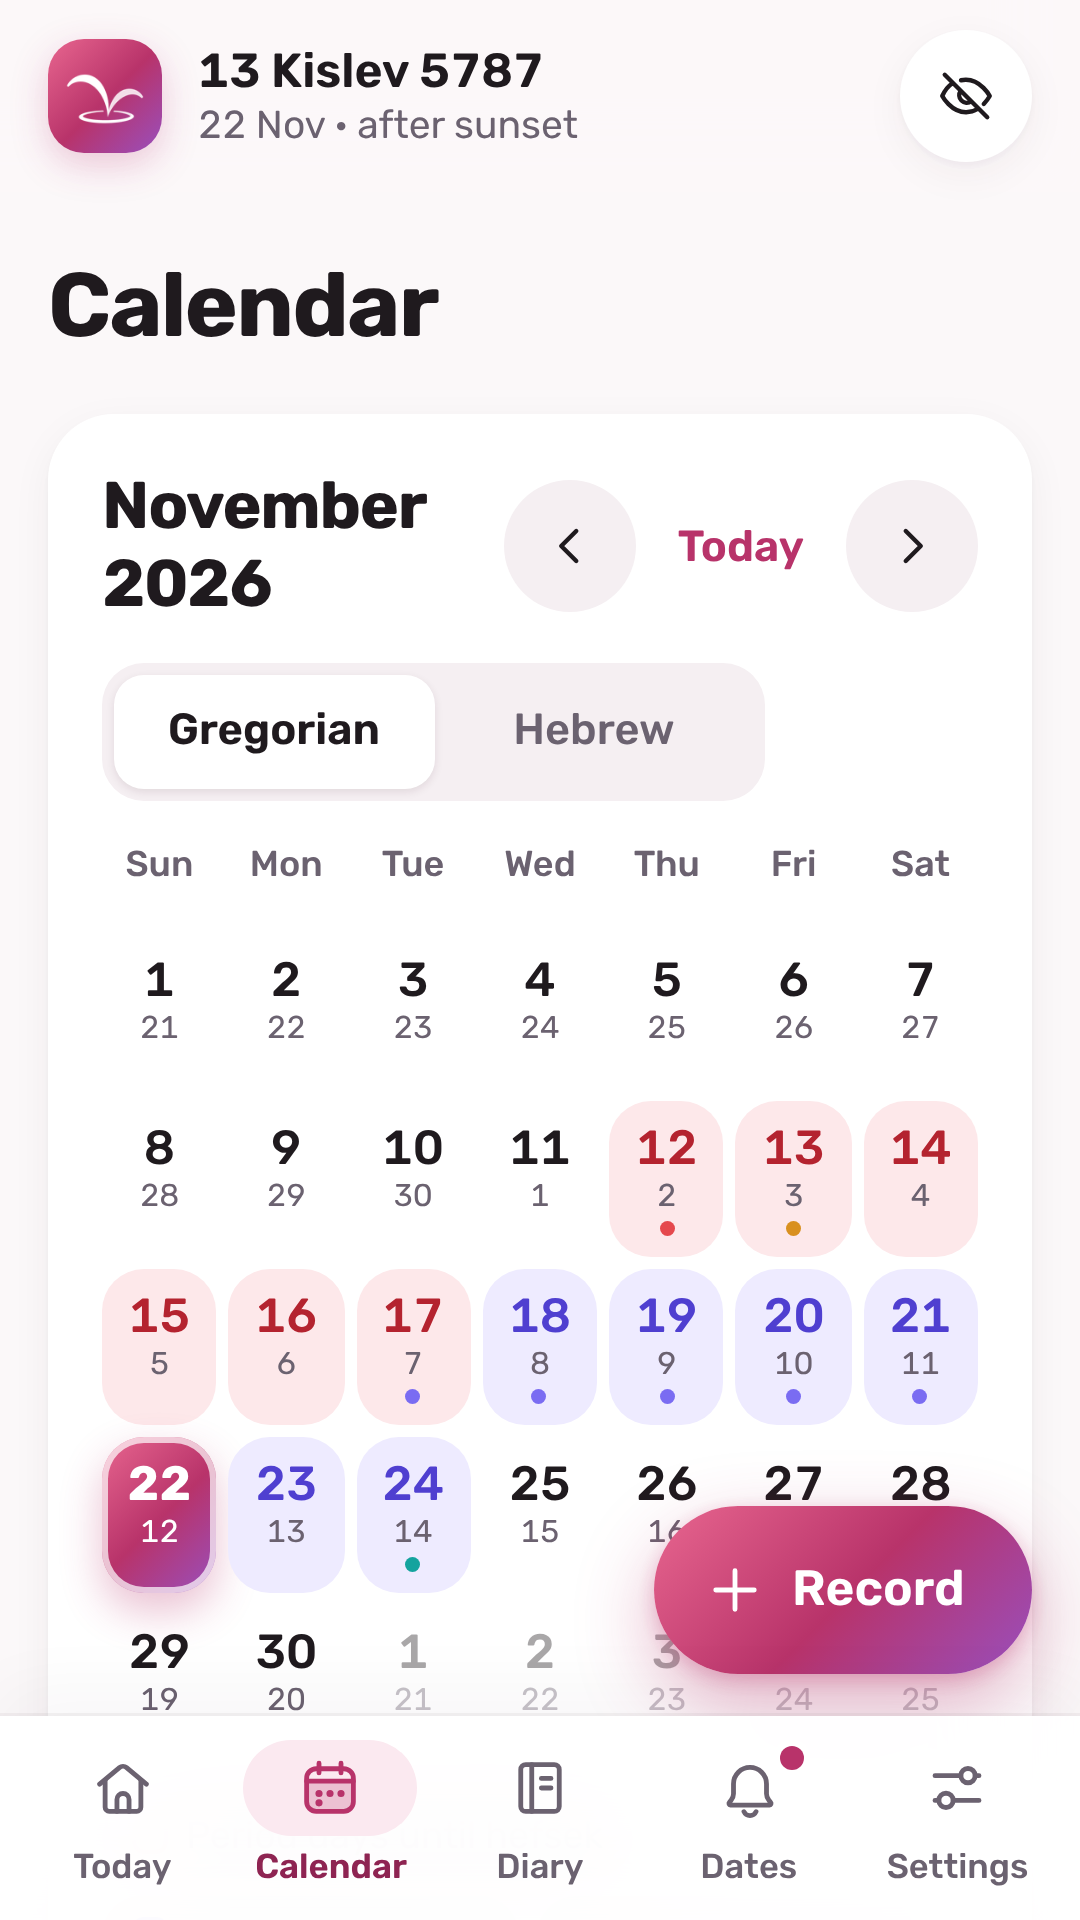 13 Kislev 5787
22 Nov • after sunset
Calendar
November
2026
Today
Gregorian
Hebrew
Sun Mon Tue Wed Thu Fri Sat
1 2 3 4 5 6 7
21 22 23 24 25 26 27
8 9 10 11 12 13 14
28 29 30 1 2 3 4
15 16 17 18 19 20 21
5 6 7 8 9 10 11
22 23 24 25 26 27 28
12 13 14 15 16
Record
29 30 1 2 3
19 20 21 22 23 24 25
Today Calendar Diary Dates Settings